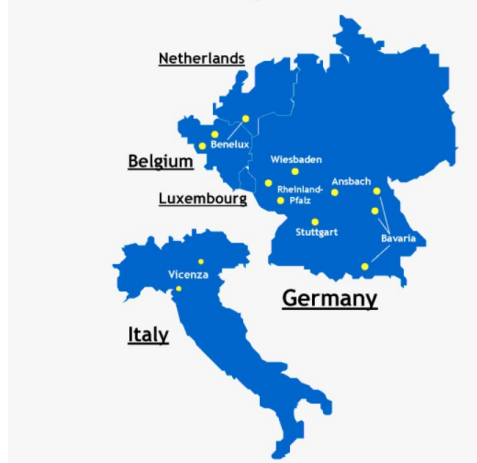 Netherlands
Benelux
Belgium
Wiesbaden
Ansbach
Rheinland-
Pfalz
Luxembourg
Stuttgart
Bavaria
Vicenza
Germany
Italy